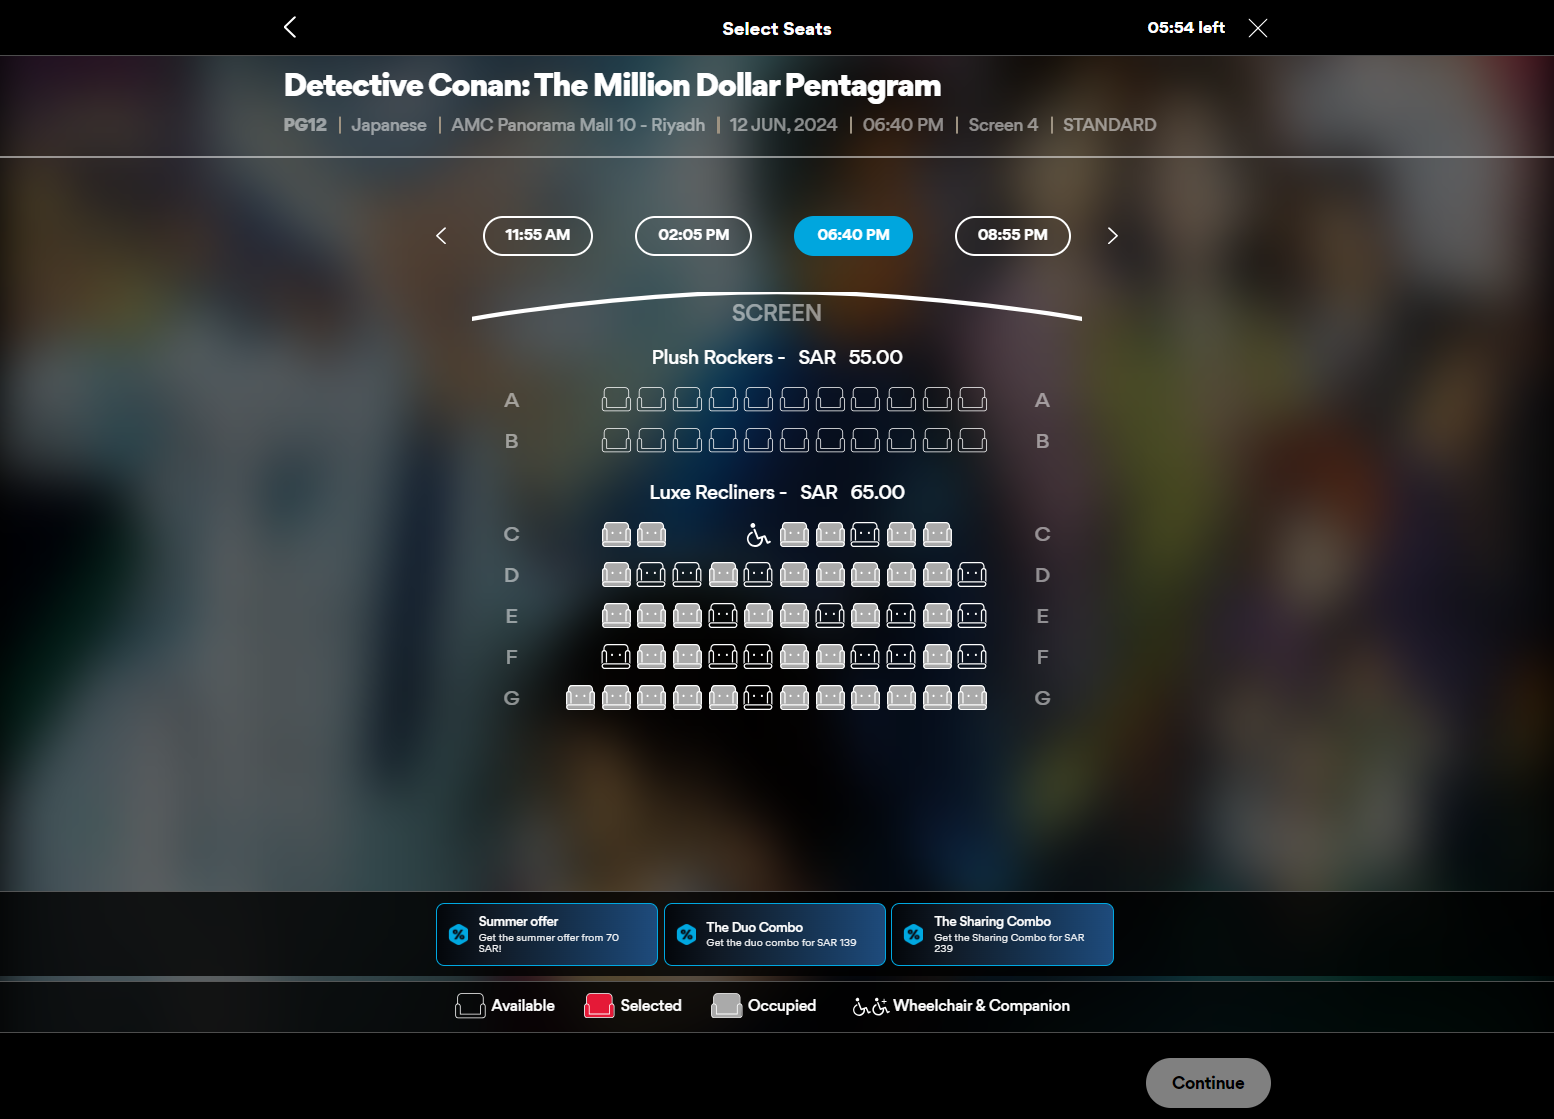 Select Seats
05:54 left
Detective Conan: The Million Dollar Pentagram
PG12 | Japanese | AMC Panorama Mall 10 - Riyadh | 12 JUN, 2024 | 06:40 PM | Screen 4 | STANDARD
11:55 AM 02:05 PM 06:40 PM 08:55 PM
SCREEN
Plush Rockers - SAR 55.00
A A
B B
Luxe Recliners - SAR 65.00
C C
D D
E E
F F
G G
Summer offer
Get the summer offer from 70
SAR!
The Duo Combo
Get the duo combo for SAR 139
The Sharing Combo
Get the Sharing Combo for SAR
239
Available Selected Occupied Wheelchair & Companion
Continue